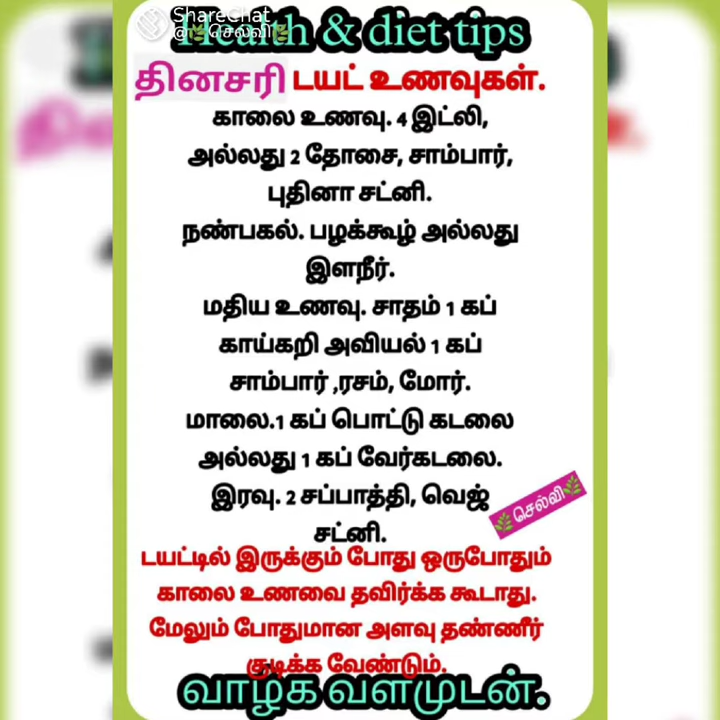 ShareChat
@🌿செல்வி🌿
Health & diet tips
தினசரி டயட் உணவுகள்.
காலை உணவு. 4 இட்லி,
அல்லது 2 தோசை, சாம்பார்,
புதினா சட்னி.
நண்பகல். பழக்கூழ் அல்லது
இளநீர்.
மதிய உணவு. சாதம் 1 கப்
காய்கறி அவியல் 1 கப்
சாம்பார் ,ரசம், மோர்.
மாலை.1 கப் பொட்டு கடலை
அல்லது 1 கப் வேர்கடலை.
இரவு. 2 சப்பாத்தி, வெஜ்
சட்னி.
🌿செல்வி🌿
டயட்டில் இருக்கும் போது ஒருபோதும்
காலை உணவை தவிர்க்க கூடாது.
மேலும் போதுமான அளவு தண்ணீர்
குடிக்க வேண்டும்.
வாழ்க வளமுடன்.